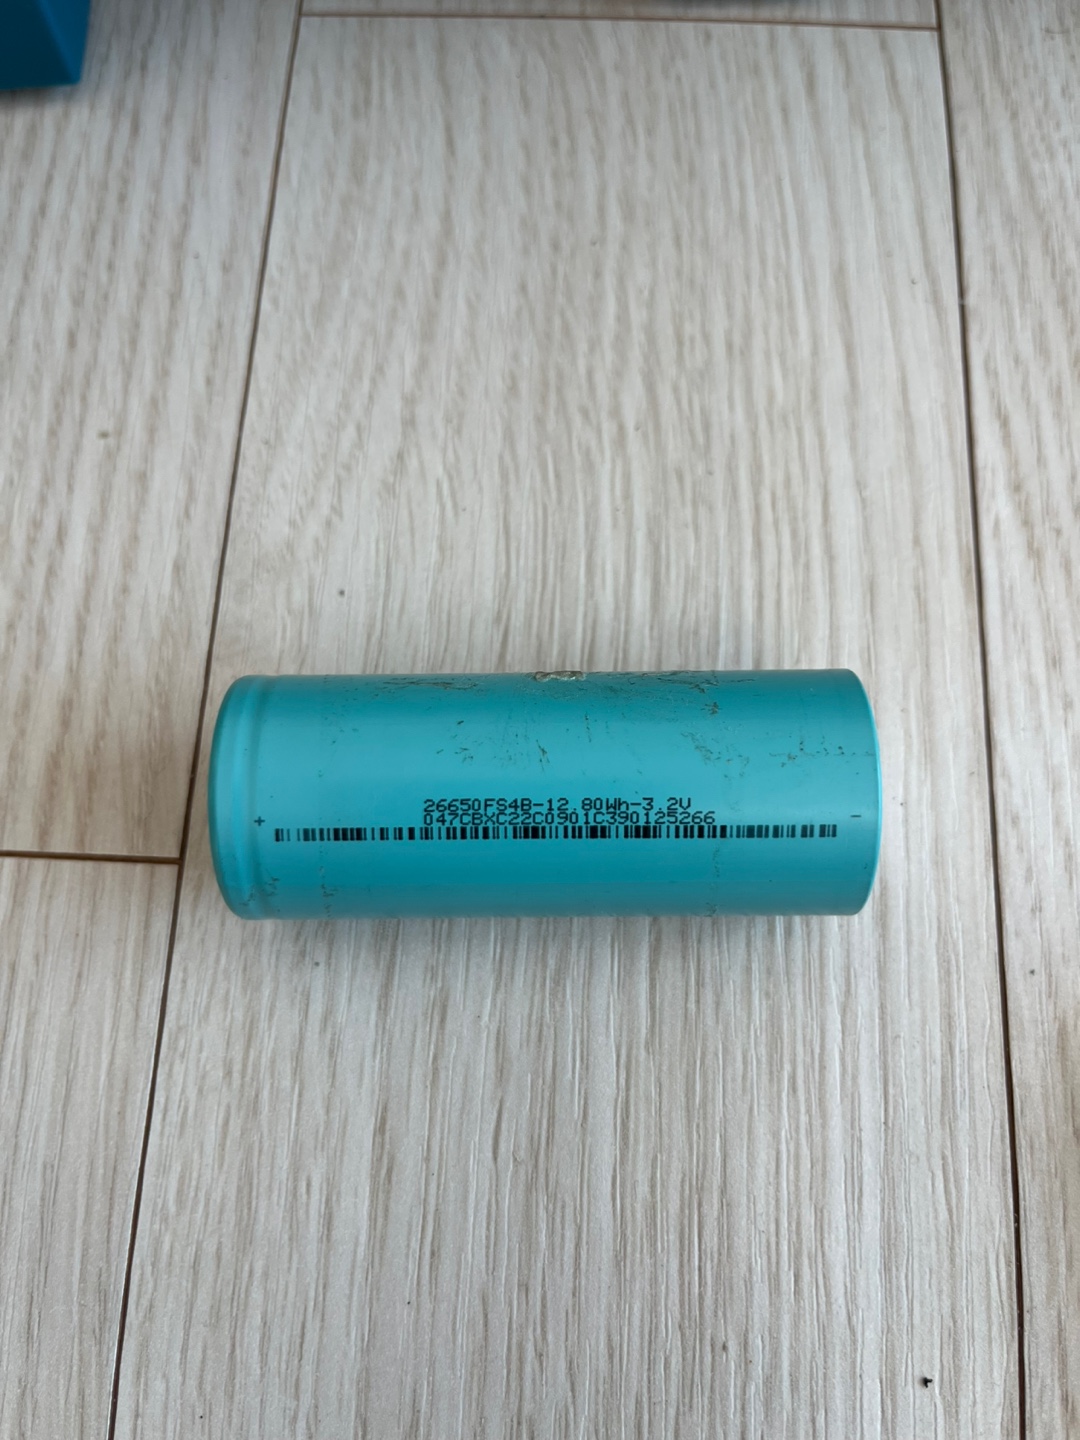 26650FS4B-12.80Wh-3.2V
047CBXC22C0901C390125266
+
-